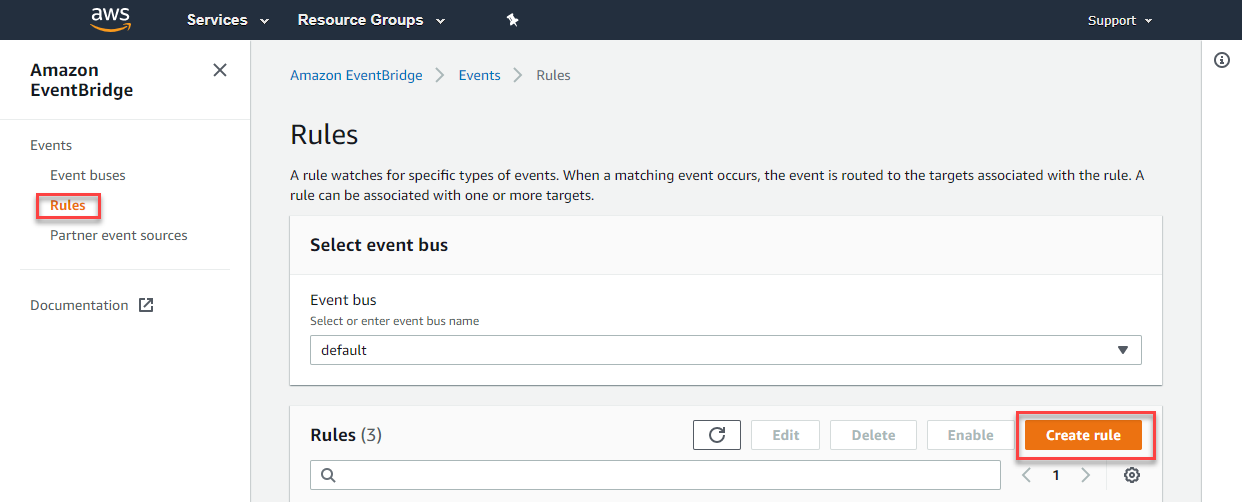 aws Services Resource Groups Support
Amazon
EventBridge
Events
Event buses
Rules
Partner event sources
Documentation
Amazon EventBridge > Events > Rules
Rules
A rule watches for specific types of events. When a matching event occurs, the event is routed to the targets associated with the rule. A
rule can be associated with one or more targets.
Select event bus
Event bus
Select or enter event bus name
default
Rules (3) Edit Delete Enable Create rule
1